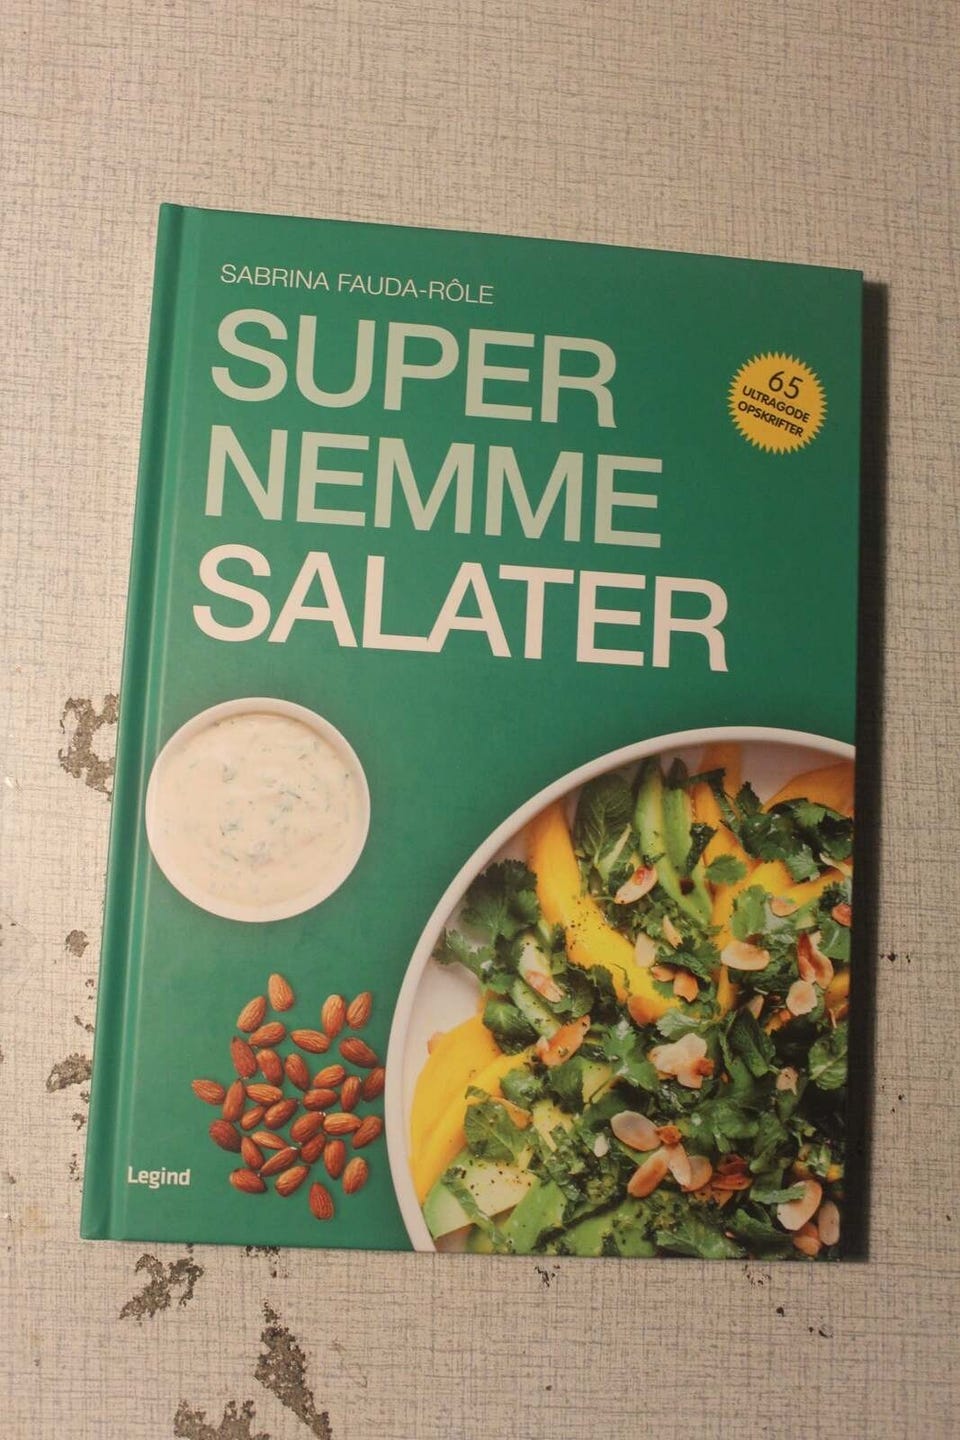 SABRINA FAUDA-RÔLE
SUPER
NEMME
SALATER
65
ULTRAGODE
OPSKRIFTER
Legind